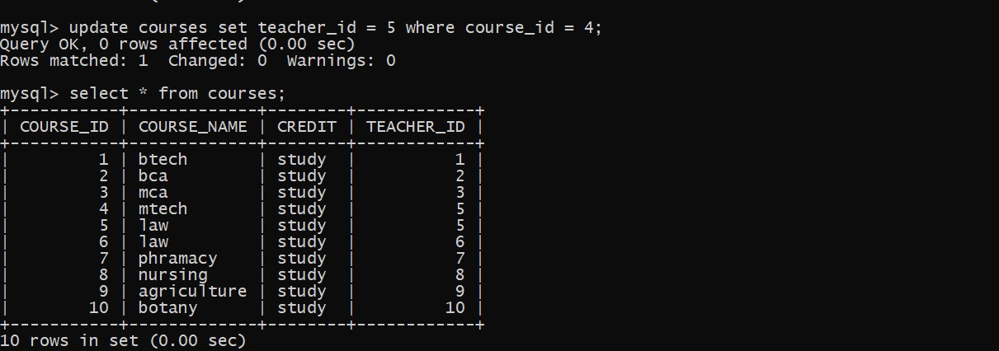 mysql> update courses set teacher_id = 5 where course_id = 4;
Query OK, 0 rows affected (0.00 sec)
Rows matched: 1  Changed: 0  Warnings: 0
mysql> select * from courses;
+-----------+-------------+--------+------------+
| COURSE_ID | COURSE_NAME | CREDIT | TEACHER_ID |
+-----------+-------------+--------+------------+
|         1 | btech       | study  |          1 |
|         2 | bca         | study  |          2 |
|         3 | mca         | study  |          3 |
|         4 | mtech       | study  |          5 |
|         5 | law         | study  |          5 |
|         6 | law         | study  |          6 |
|         7 | phramacy    | study  |          7 |
|         8 | nursing     | study  |          8 |
|         9 | agriculture | study  |          9 |
|        10 | botany      | study  |         10 |
+-----------+-------------+--------+------------+
10 rows in set (0.00 sec)